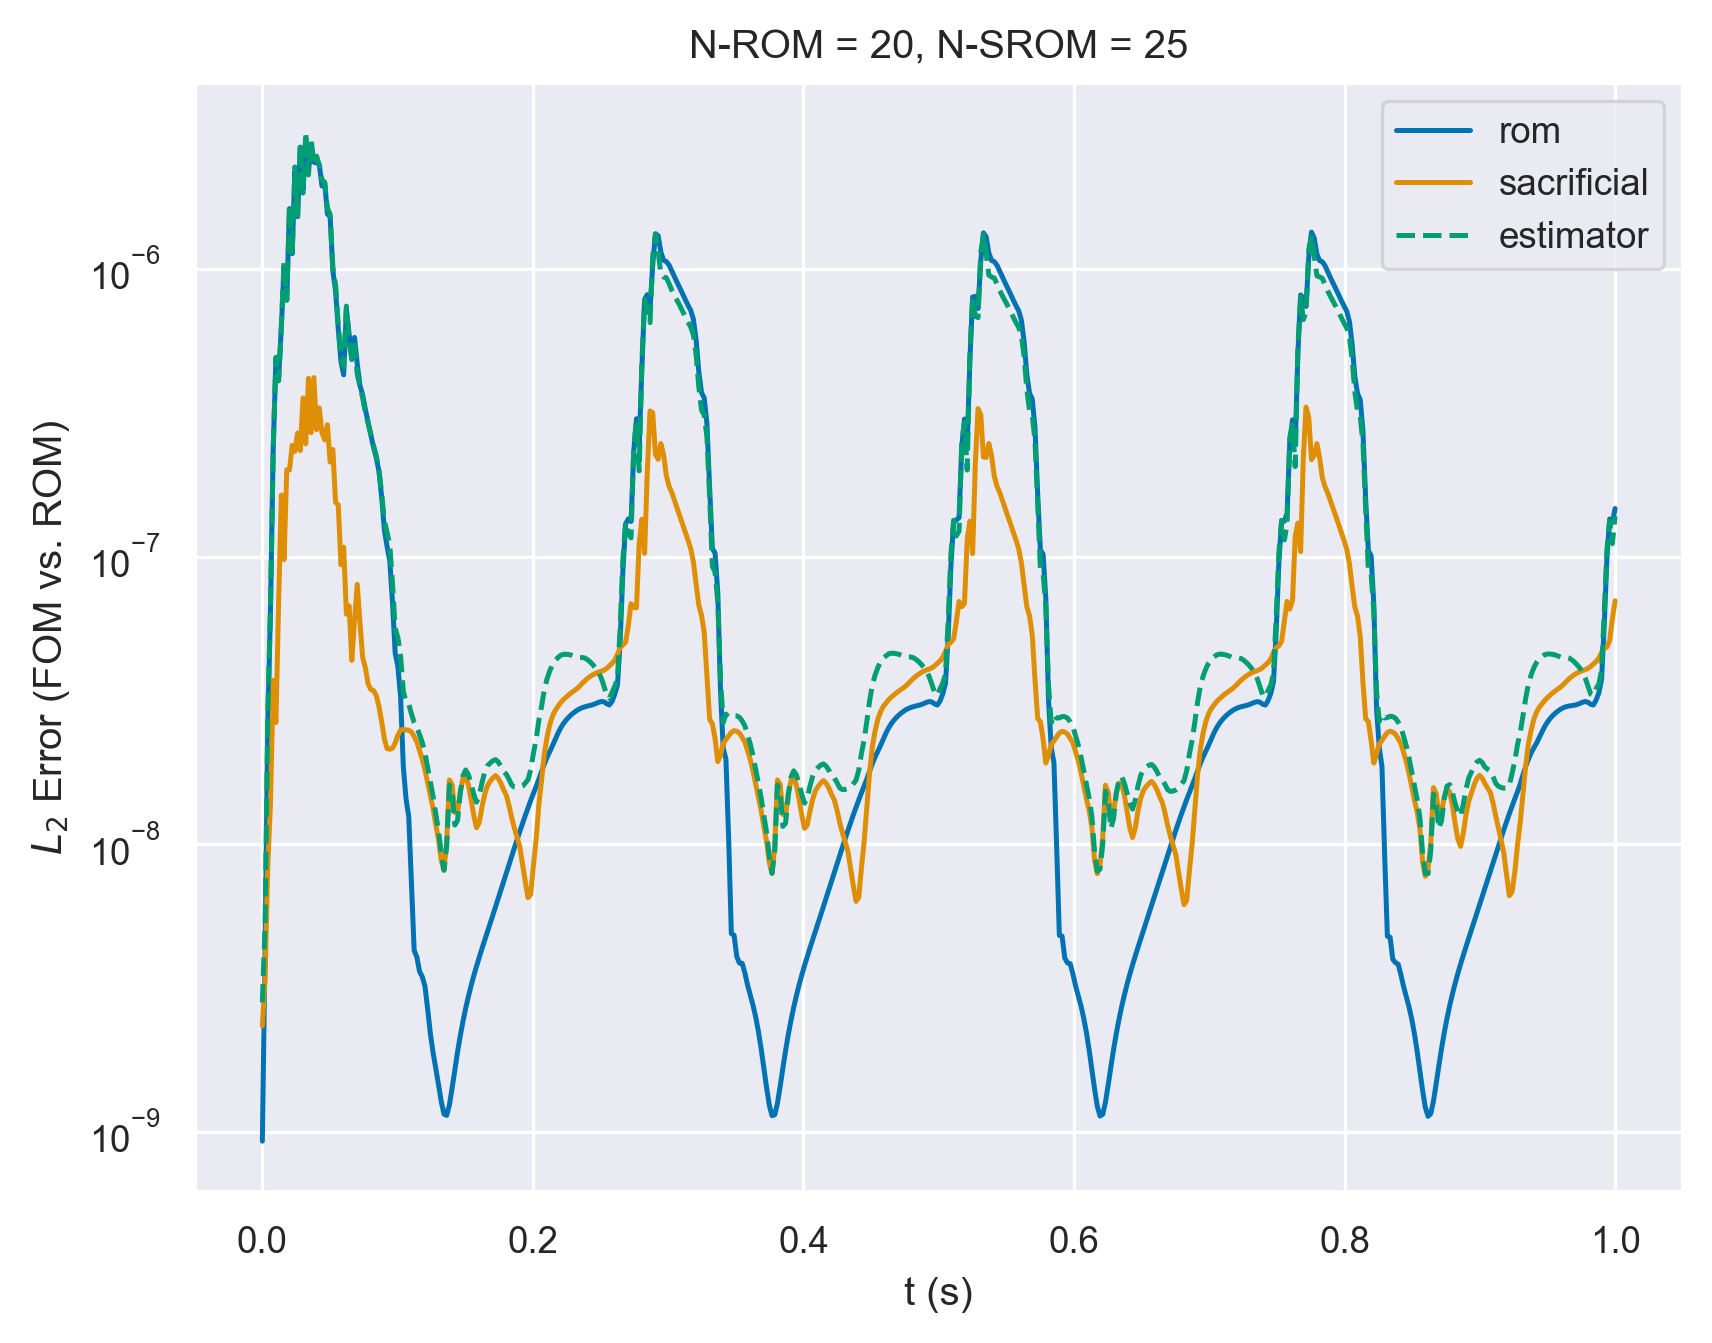 N-ROM = 20, N-SROM = 25
rom
sacrificial
estimator
L₂ Error (FOM vs. ROM)
10⁻⁶
10⁻⁷
10⁻⁸
10⁻⁹
0.0 0.2 0.4 0.6 0.8 1.0
t (s)